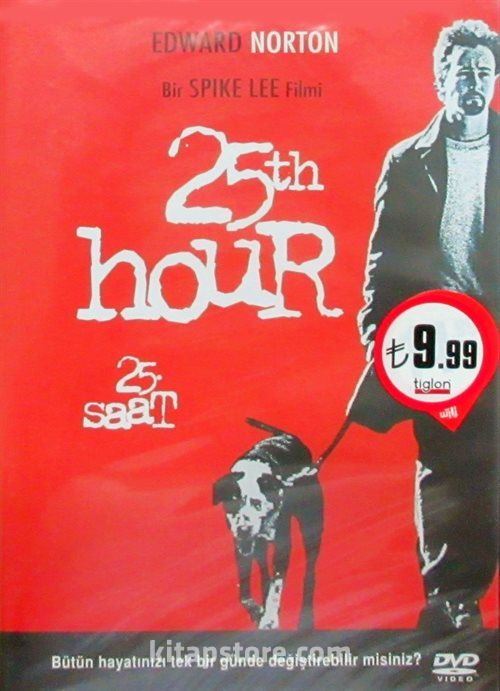 EDWARD NORTON
Bir SPIKE LEE Filmi
25th
houR
₺9.99
tiglon
wiki
25.
saaT
kitapstore.com
Bütün hayatınızı tek bir günde değiştirebilir misiniz?
DVD
VIDEO